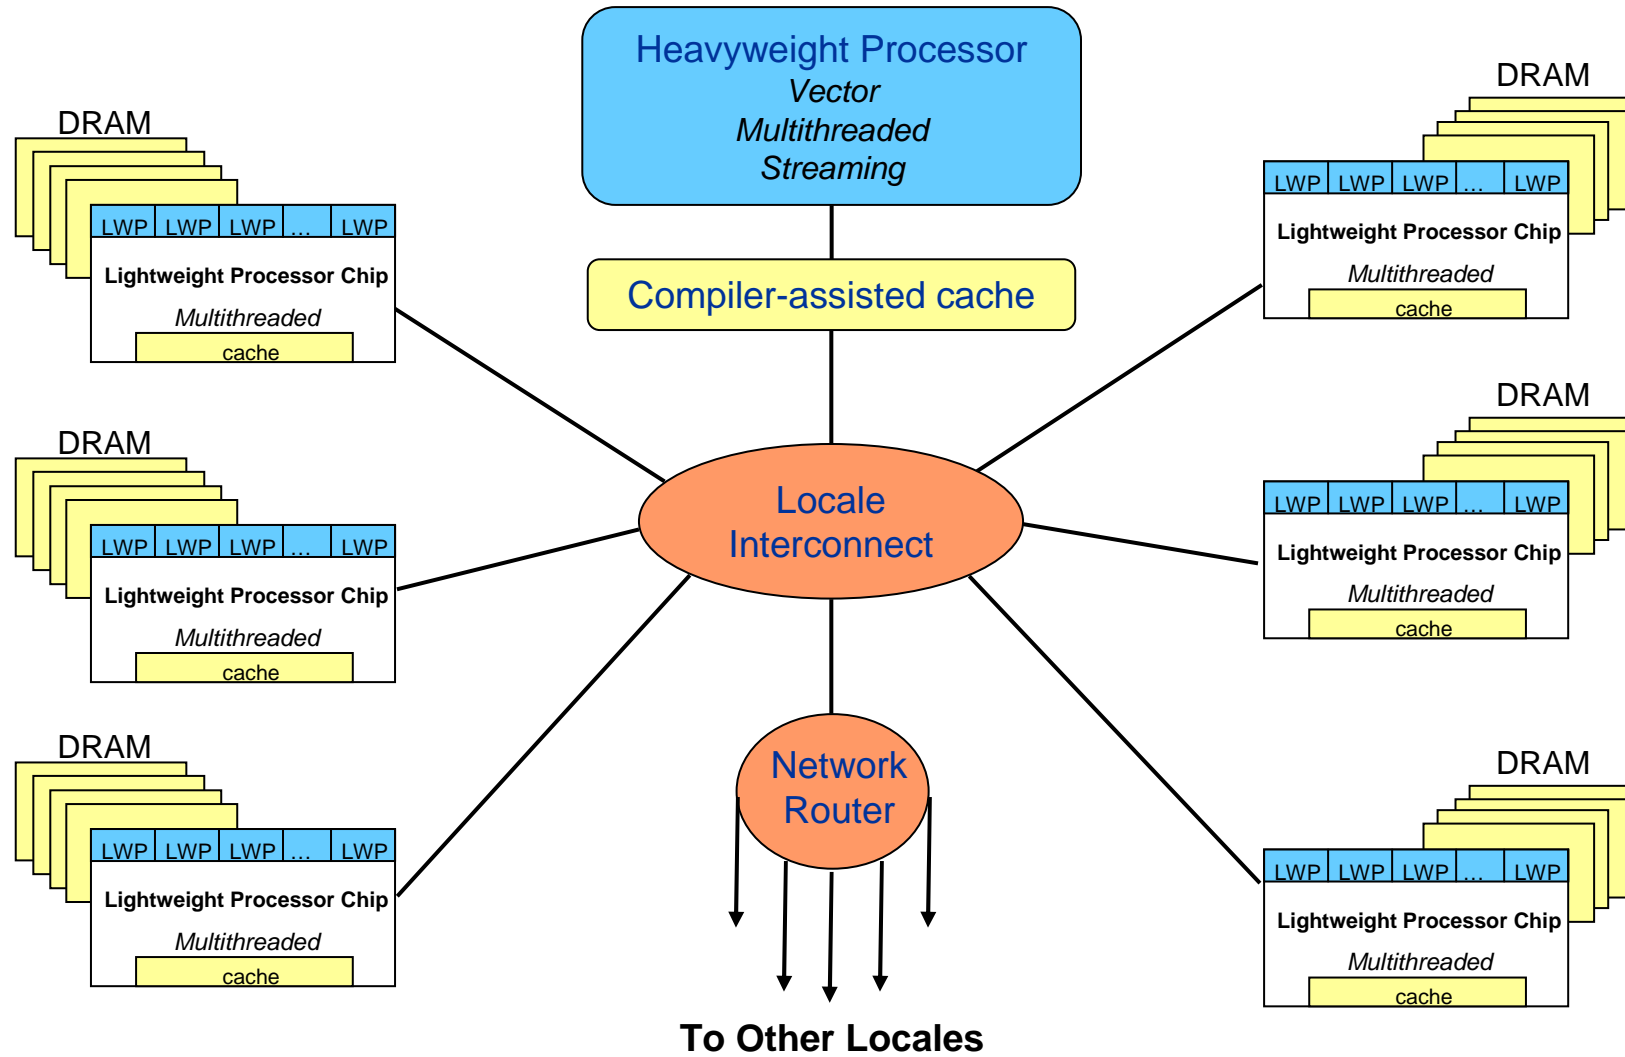 Heavyweight Processor
Vector
Multithreaded
Streaming
Compiler-assisted cache
DRAM
LWP LWP LWP ... LWP
Lightweight Processor Chip
Multithreaded
cache
DRAM
LWP LWP LWP ... LWP
Lightweight Processor Chip
Multithreaded
cache
DRAM
LWP LWP LWP ... LWP
Lightweight Processor Chip
Multithreaded
cache
Locale
Interconnect
Network
Router
To Other Locales
DRAM
LWP LWP LWP ... LWP
Lightweight Processor Chip
Multithreaded
cache
DRAM
LWP LWP LWP ... LWP
Lightweight Processor Chip
Multithreaded
cache
DRAM
LWP LWP LWP ... LWP
Lightweight Processor Chip
Multithreaded
cache